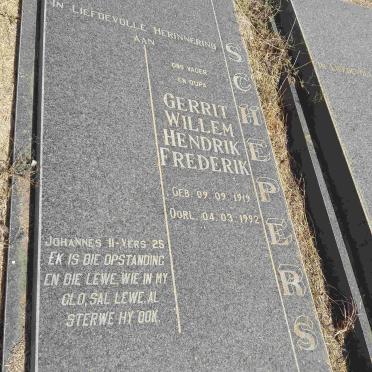 IN LIEFDEVOLLE HERINNERING
AAN
ONS VADER
EN OUPA
GERRIT
WILLEM
HENDRIK
FREDERIK
SCHEPERS
GEB. 09.09.1919
OORL. 04.03.1992
JOHANNES 11-VERS 25
EK IS DIE OPSTANDING
EN DIE LEWE, WIE IN MY
GLO, SAL LEWE, AL
STERWE HY OOK.